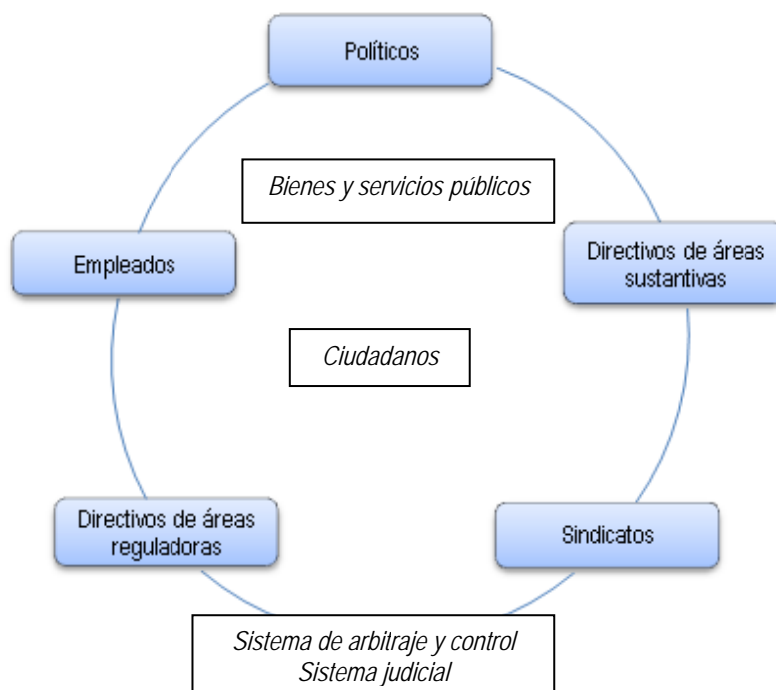 Políticos
Bienes y servicios públicos
Empleados
Directivos de áreas
sustantivas
Ciudadanos
Directivos de áreas
reguladoras
Sindicatos
Sistema de arbitraje y control
Sistema judicial